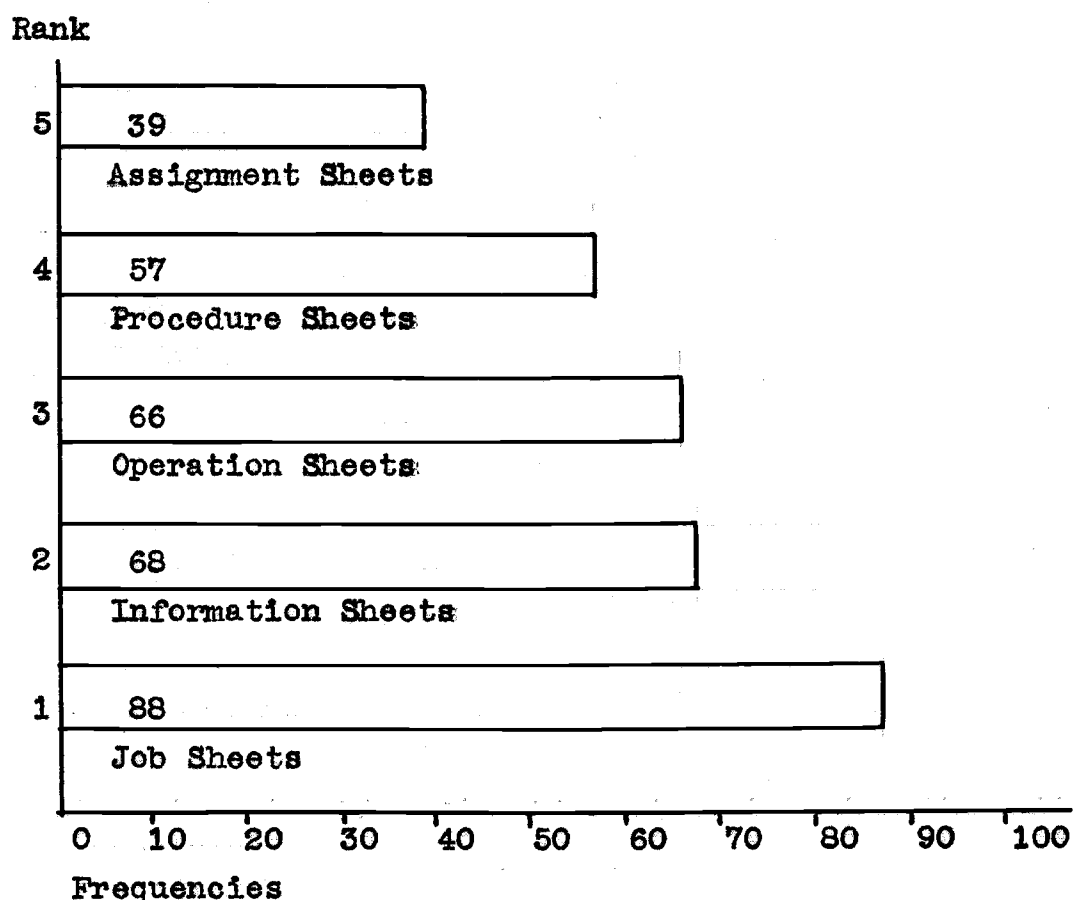 Rank
5 39
Assignment Sheets
4 57
Procedure Sheets
3 66
Operation Sheets
2 68
Information Sheets
1 88
Job Sheets
0 10 20 30 40 50 60 70 80 90 100
Frequencies